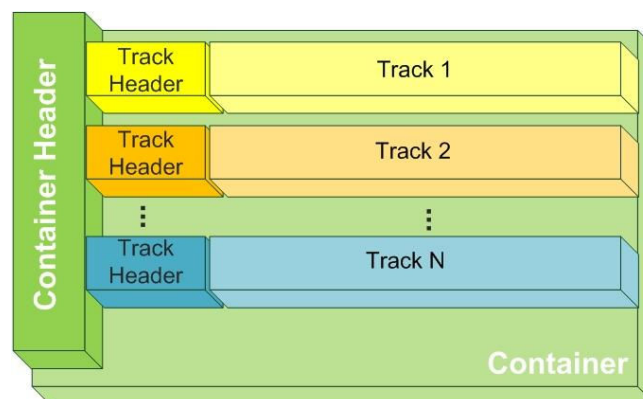 Container Header
Track
Header
Track 1
Track
Header
Track 2
⋮
⋮
Track
Header
Track N
Container